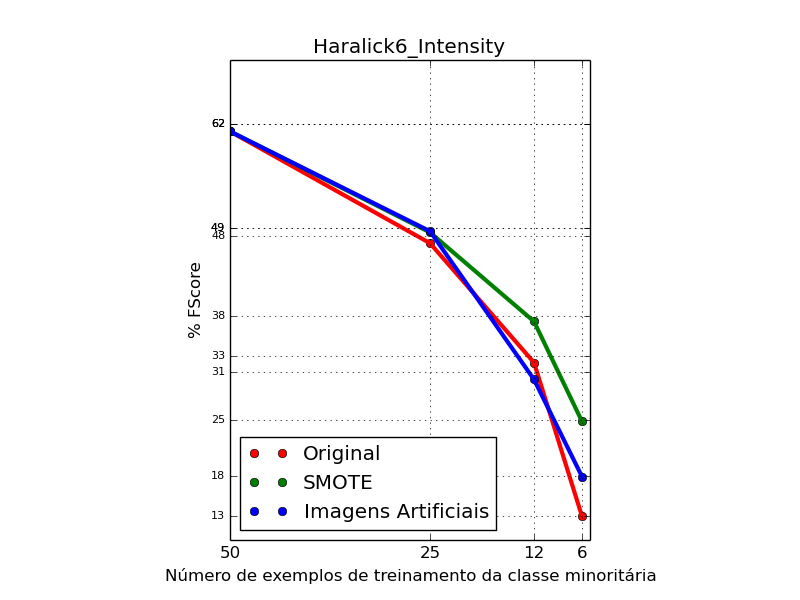 Haralick6_Intensity
62
49
48
38
33
31
25
18
13
% FScore
Original
SMOTE
Imagens Artificiais
50 25 12 6
Número de exemplos de treinamento da classe minoritária